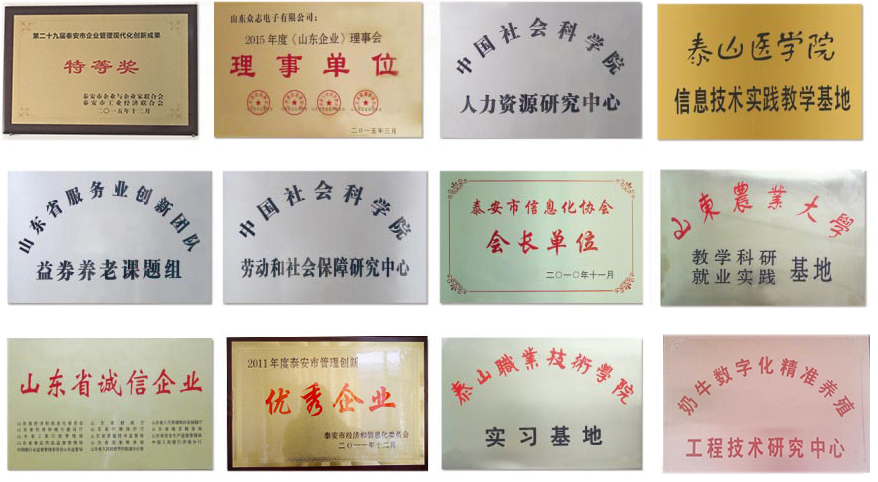 第二十九届泰安市企业管理现代化创新成果
特等奖
泰安市企业与企业家联合会
泰安市工业经济联合会
二〇一五年十二月
山东众志电子有限公司：
2015年度《山东企业》理事会
理事单位
二〇一五年三月
中国社会科学院
人力资源研究中心
泰山医学院
信息技术实践教学基地
山东省服务业创新团队
益券养老课题组
中国社会科学院
劳动和社会保障研究中心
泰安市信息化协会
会长单位
二〇一〇年十一月
山東農業大學
教学科研
就业实践
基地
山东省诚信企业
2011年度泰安市管理创新
优秀企业
泰安市经济和信息化委员会
二〇一一年十二月
泰山職業技術學院
实习基地
奶牛数字化精准养殖
工程技术研究中心